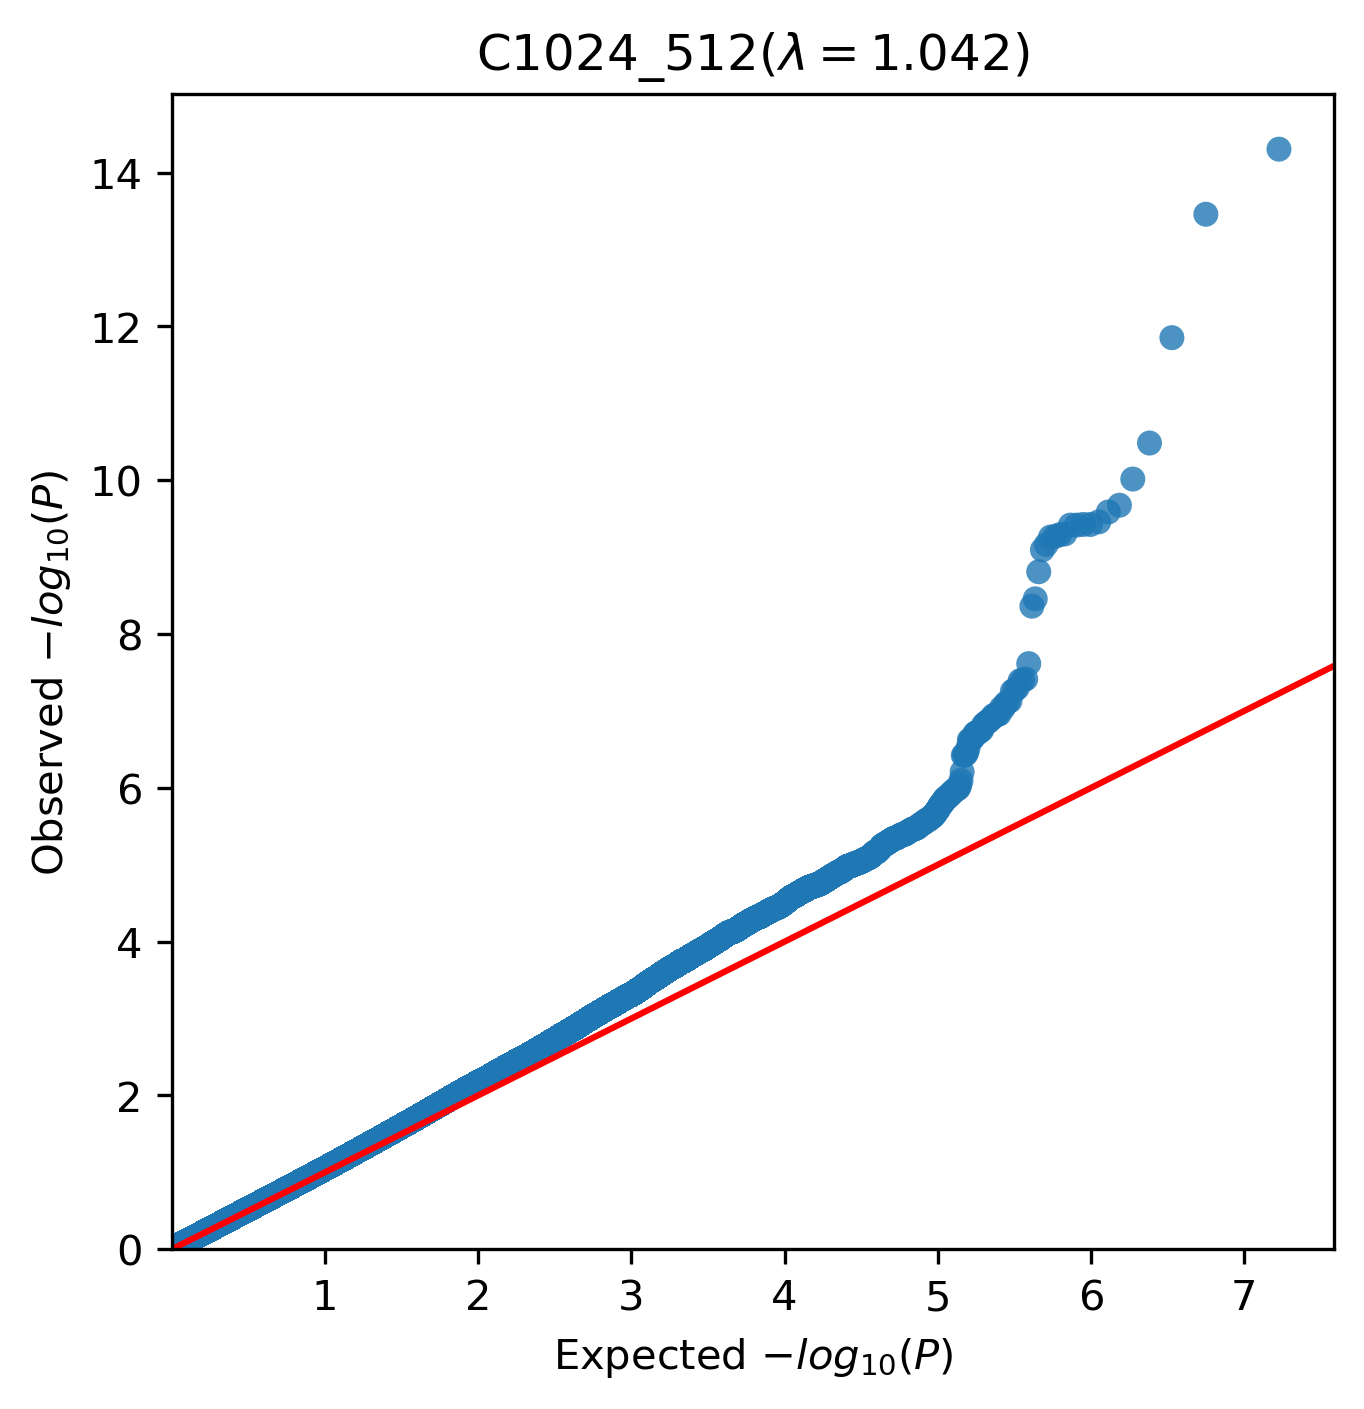 C1024_512(λ = 1.042)
14
12
10
8
6
4
2
0
Observed −log₁₀(P)
1 2 3 4 5 6 7
Expected −log₁₀(P)